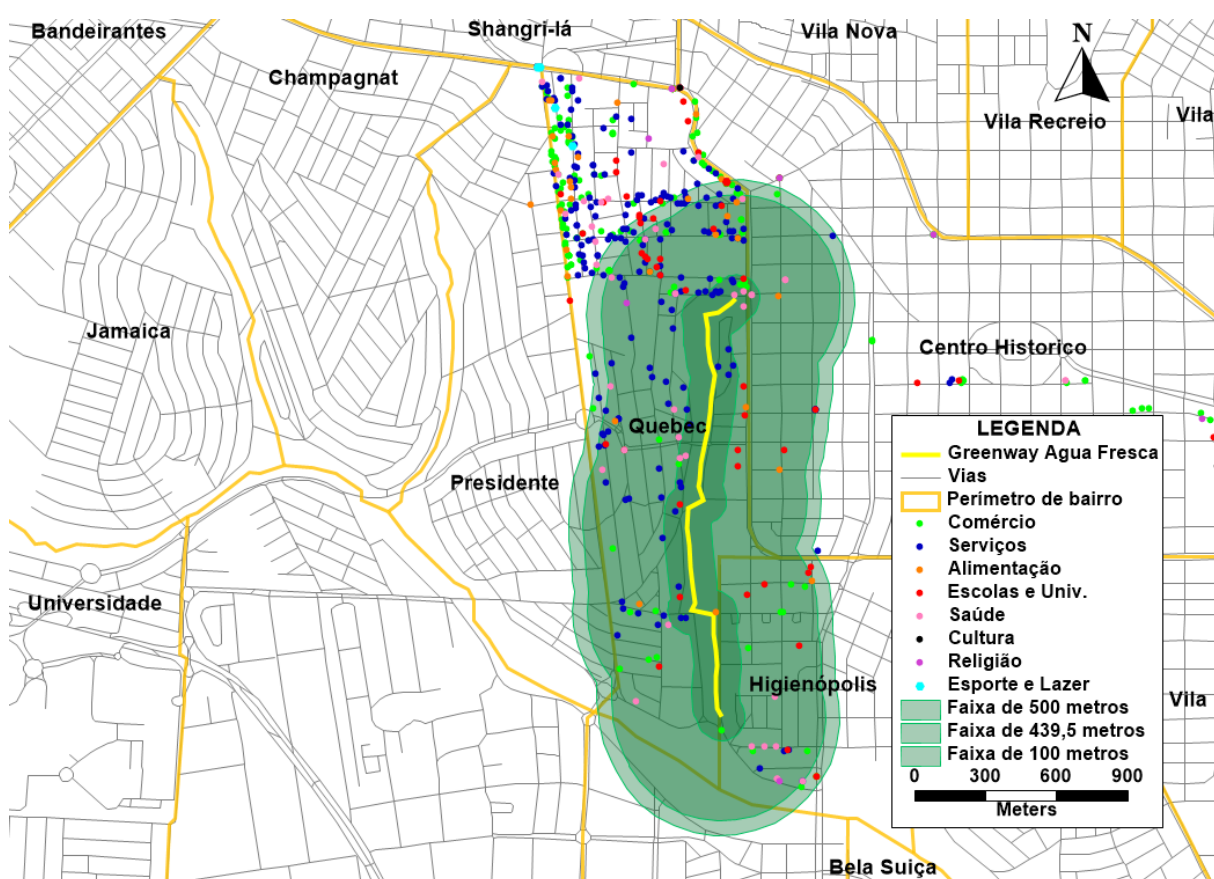 Bandeirantes
Shangri-lá
Vila Nova
Champagnat
N
Vila Recreio
Vila
Jamaica
Centro Historico
Quebec
Presidente
Universidade
Higienópolis
Vila
Bela Suiça
LEGENDA
Greenway Agua Fresca
Vias
Perímetro de bairro
Comércio
Serviços
Alimentação
Escolas e Univ.
Saúde
Cultura
Religião
Esporte e Lazer
Faixa de 500 metros
Faixa de 439,5 metros
Faixa de 100 metros
0 300 600 900
Meters